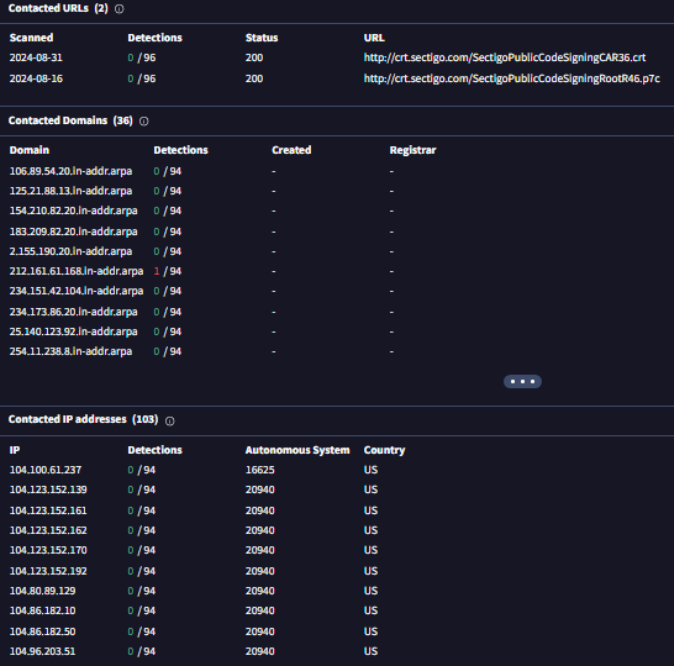 Contacted URLs (2)
Scanned Detections Status URL
2024-08-31 0 / 96 200 http://crt.sectigo.com/SectigoPublicCodeSigningCAR36.crt
2024-08-16 0 / 96 200 http://crt.sectigo.com/SectigoPublicCodeSigningRootR46.p7c
Contacted Domains (36)
Domain Detections Created Registrar
106.89.54.20.in-addr.arpa 0 / 94 - -
125.21.88.13.in-addr.arpa 0 / 94 - -
154.210.82.20.in-addr.arpa 0 / 94 - -
183.209.82.20.in-addr.arpa 0 / 94 - -
2.155.190.20.in-addr.arpa 0 / 94 - -
212.161.61.168.in-addr.arpa 1 / 94 - -
234.151.42.104.in-addr.arpa 0 / 94 - -
234.173.86.20.in-addr.arpa 0 / 94 - -
25.140.123.92.in-addr.arpa 0 / 94 - -
254.11.238.8.in-addr.arpa 0 / 94 - -
Contacted IP addresses (103)
IP Detections Autonomous System Country
104.100.61.237 0 / 94 16625 US
104.123.152.139 0 / 94 20940 US
104.123.152.161 0 / 94 20940 US
104.123.152.162 0 / 94 20940 US
104.123.152.170 0 / 94 20940 US
104.123.152.192 0 / 94 20940 US
104.80.89.129 0 / 94 20940 US
104.86.182.10 0 / 94 20940 US
104.86.182.50 0 / 94 20940 US
104.96.203.51 0 / 94 20940 US